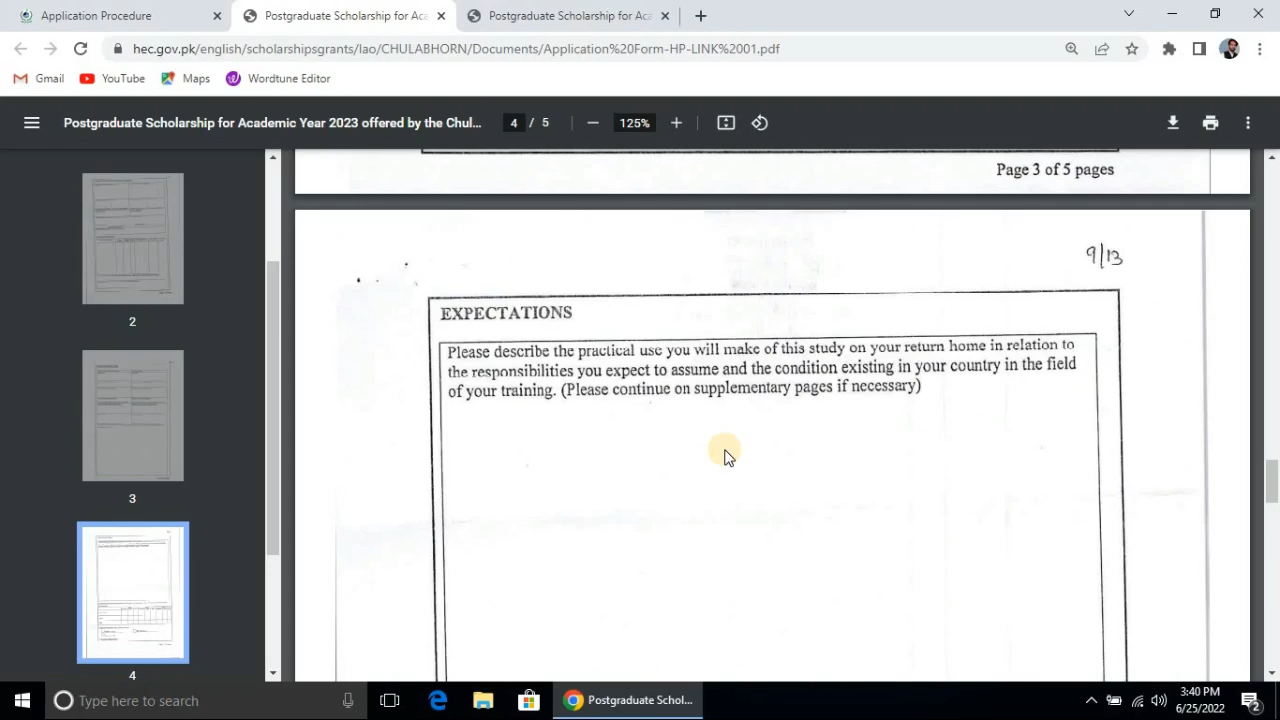 Application Procedure
Postgraduate Scholarship for Aca
Postgraduate Scholarship for Aca
hec.gov.pk/english/scholarshipsgrants/lao/CHULABHORN/Documents/Application%20Form-HP-LINK%2001.pdf
Gmail
YouTube
Maps
Wordtune Editor
Postgraduate Scholarship for Academic Year 2023 offered by the Chul...
4 / 5
125%
2
3
4
Page 3 of 5 pages
9/13
EXPECTATIONS
Please describe the practical use you will make of this study on your return home in relation to
the responsibilities you expect to assume and the condition existing in your country in the field
of your training. (Please continue on supplementary pages if necessary)
Type here to search
Postgraduate Schol...
3:40 PM
6/25/2022
2